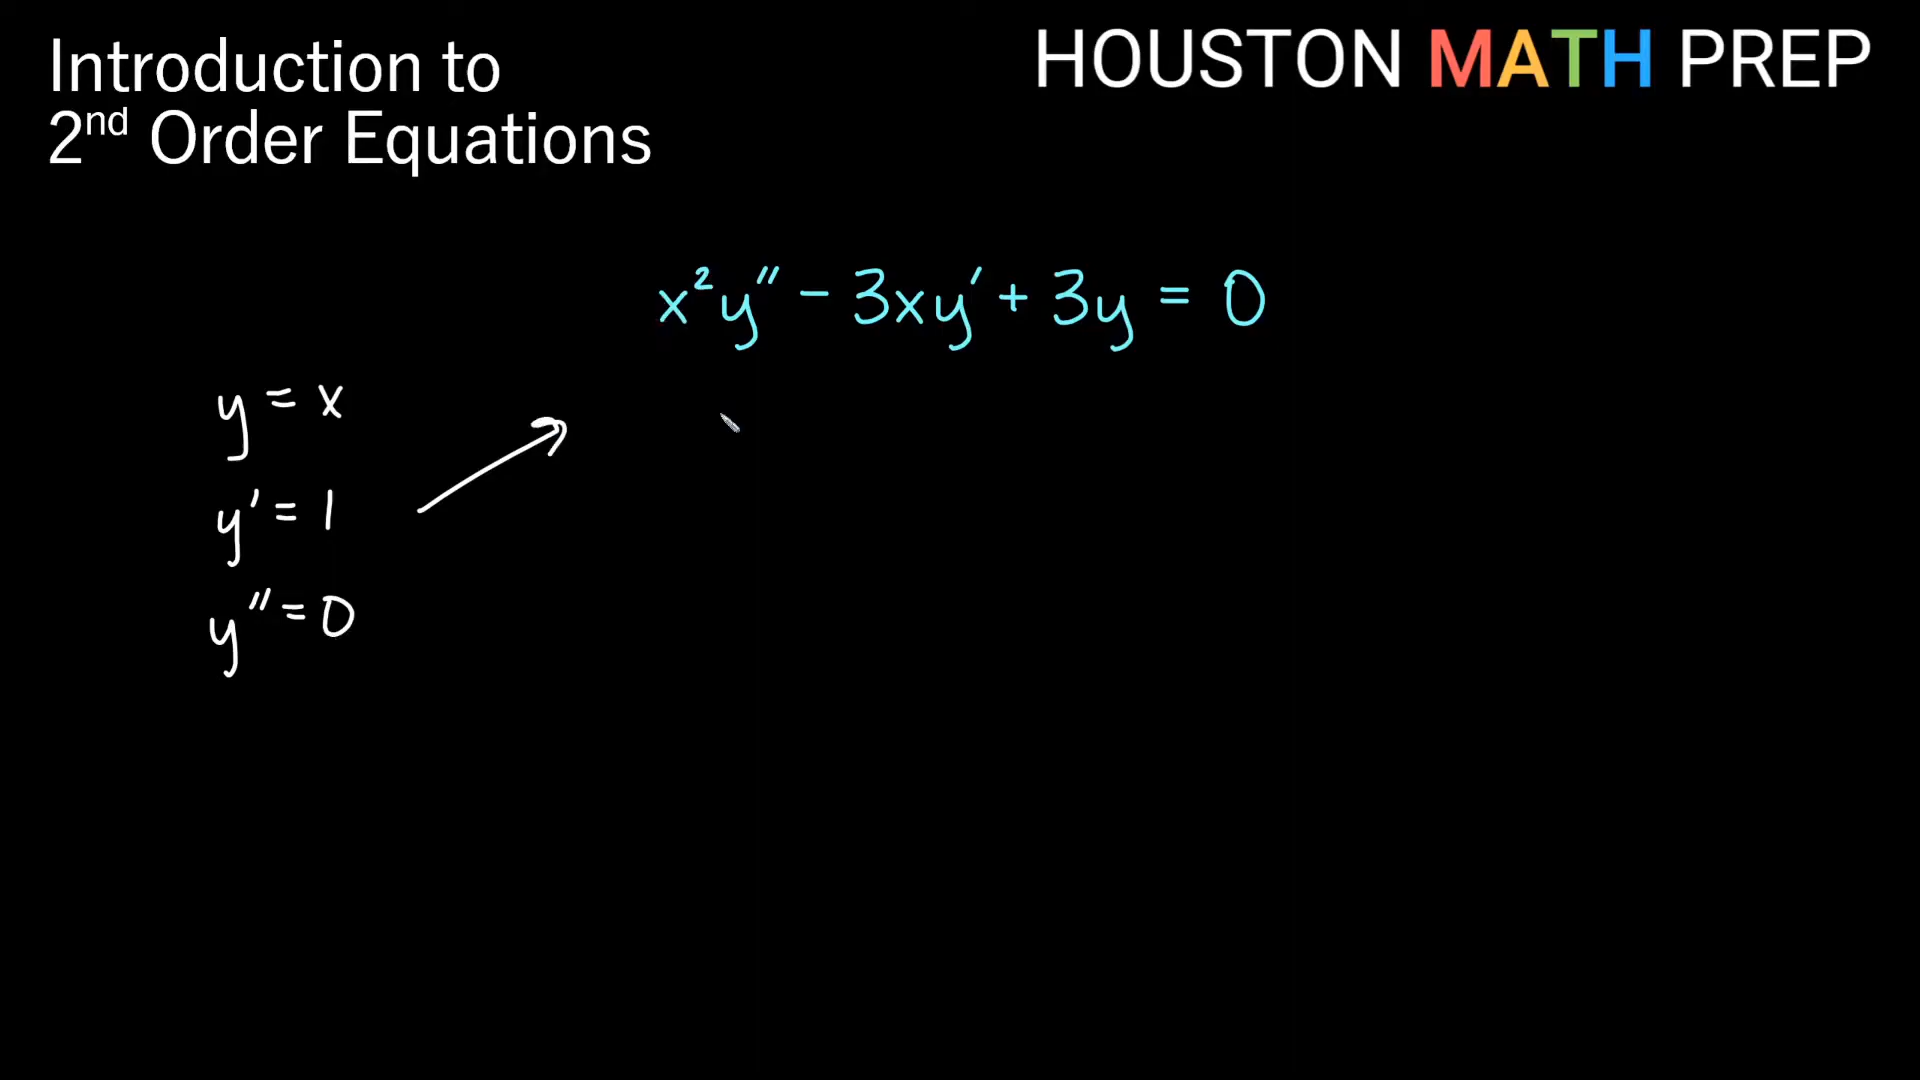 Introduction to
2nd Order Equations
HOUSTON MATH PREP
x²y″ - 3xy′ + 3y = 0
y = x
y′ = 1
y″ = 0